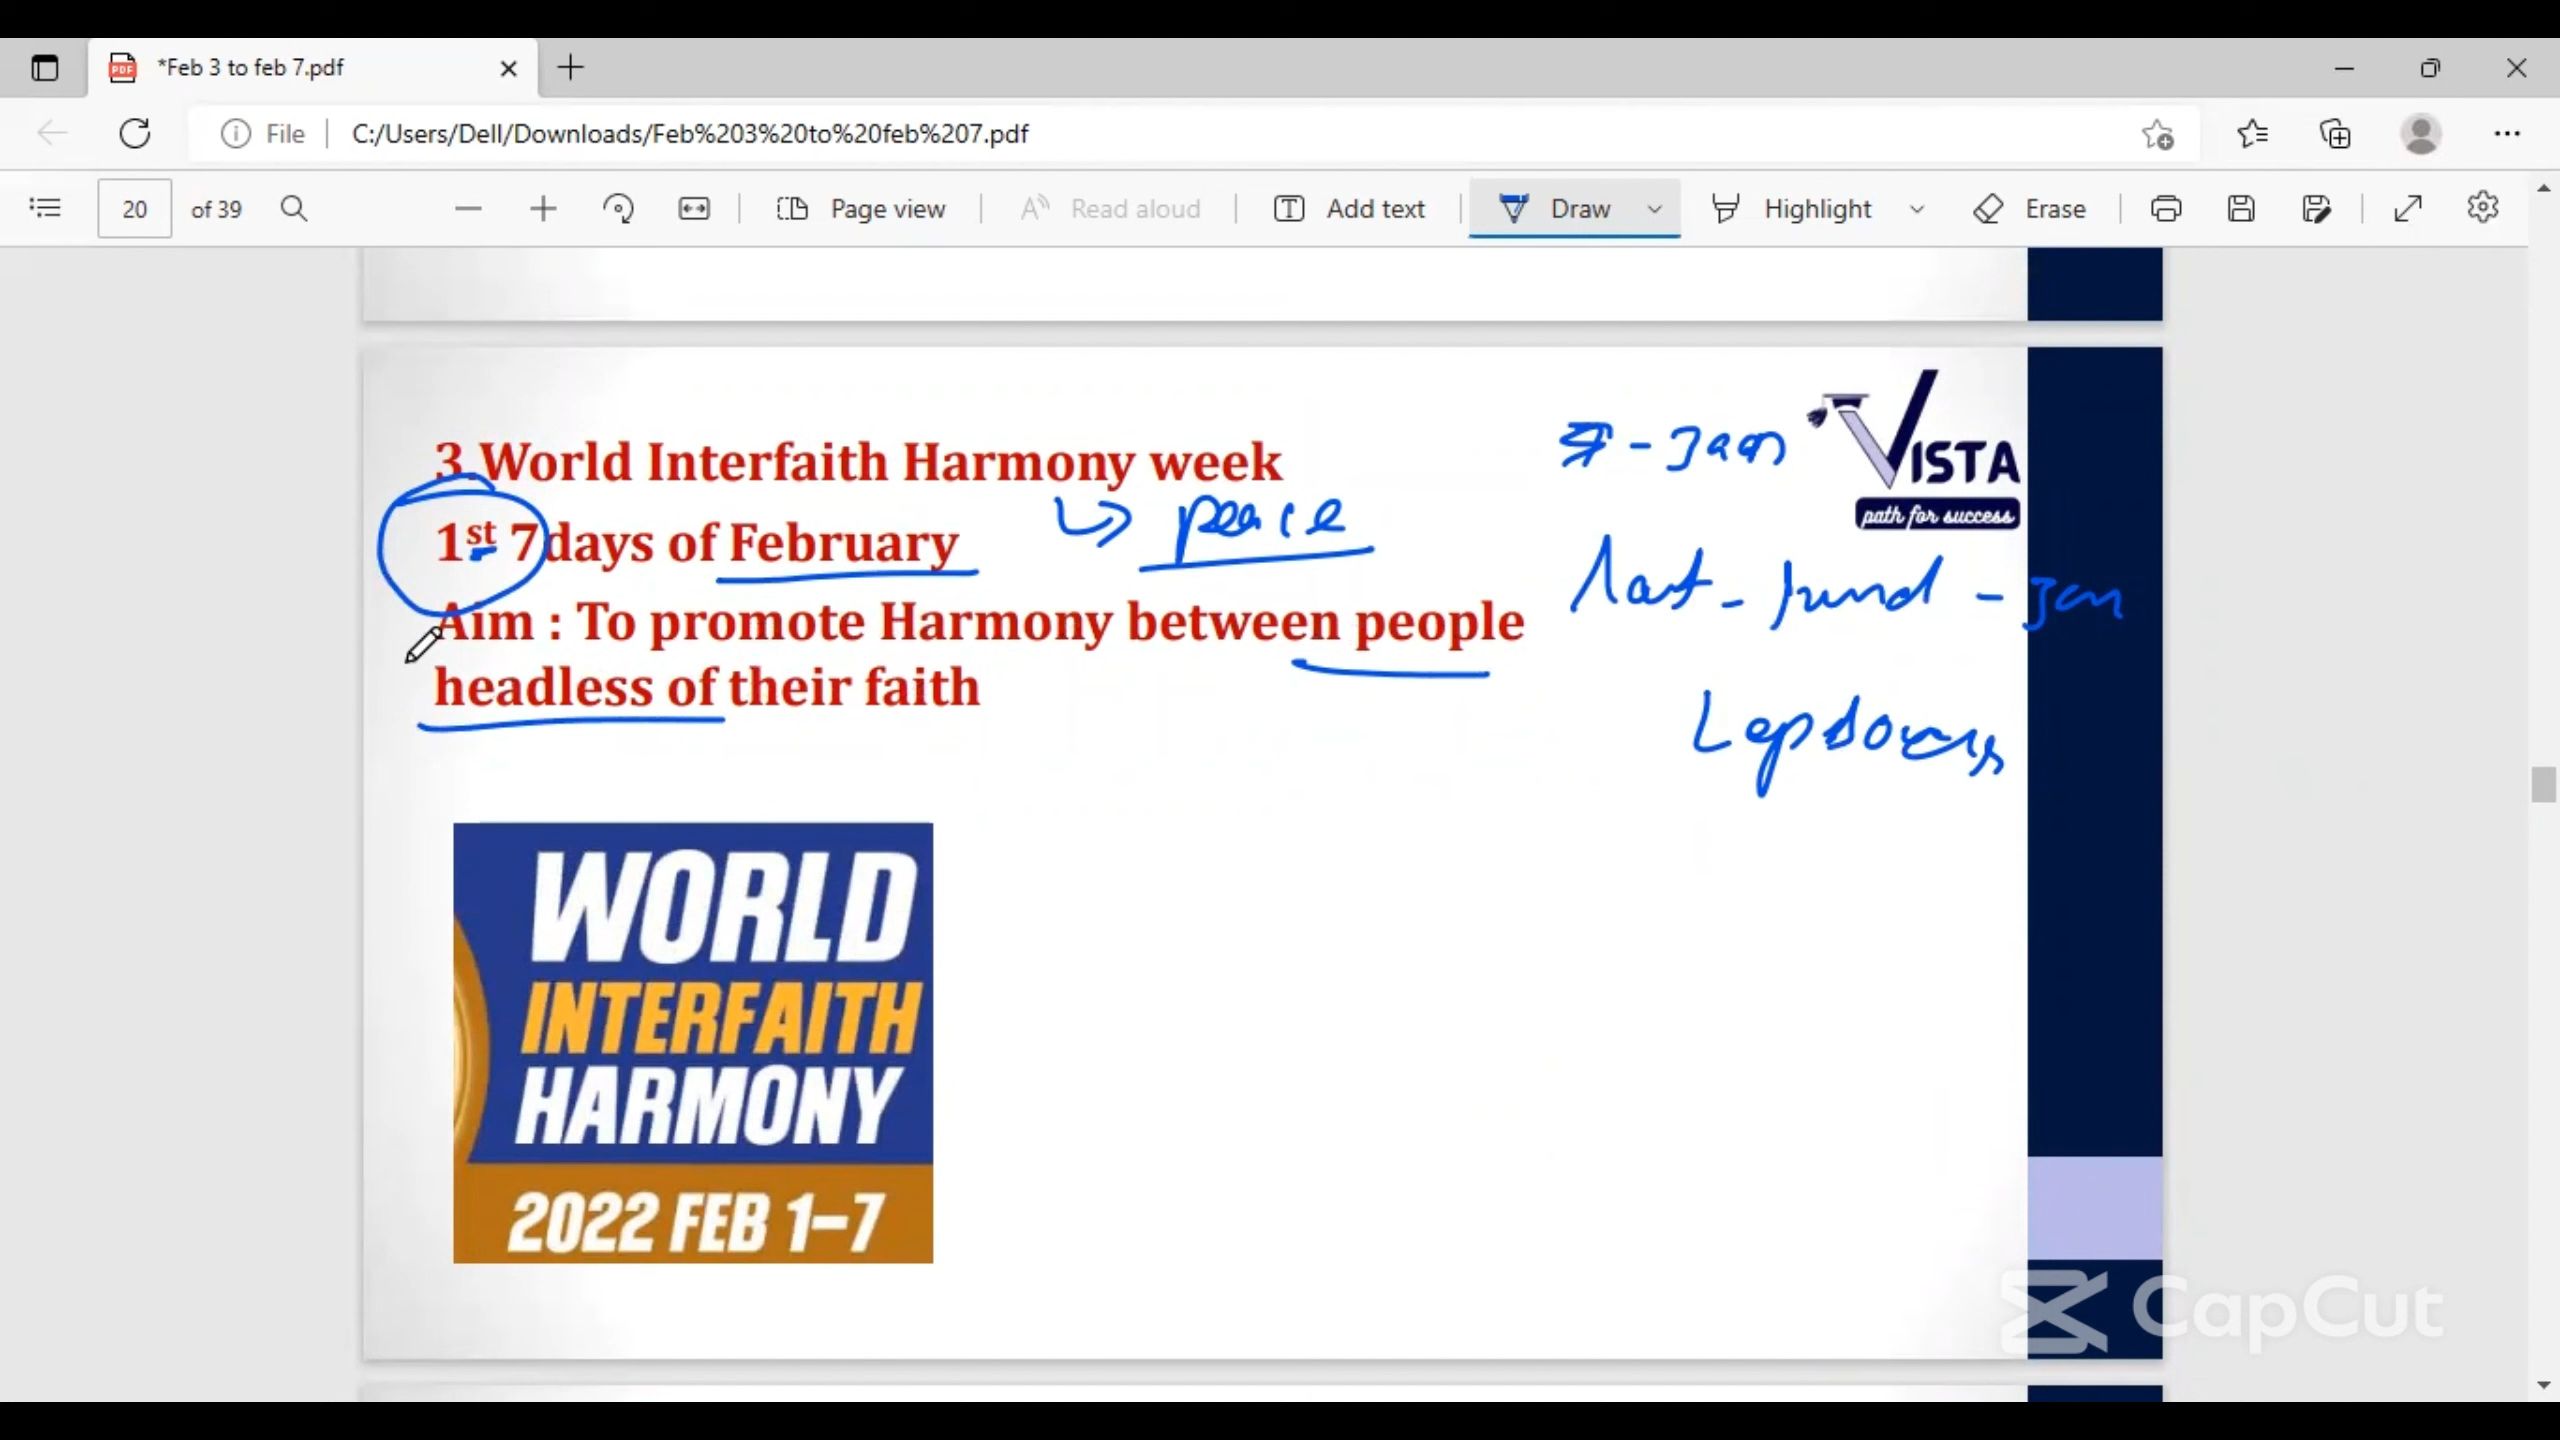 *Feb 3 to feb 7.pdf
File C:/Users/Dell/Downloads/Feb%203%20to%20feb%207.pdf
20 of 39 Page view Read aloud Add text Draw Highlight Erase
3.World Interfaith Harmony week
1st 7days of February
peace
Aim : To promote Harmony between people
headless of their faith
VISTA
path for success
WORLD
INTERFAITH
HARMONY
2022 FEB 1-7
CapCut